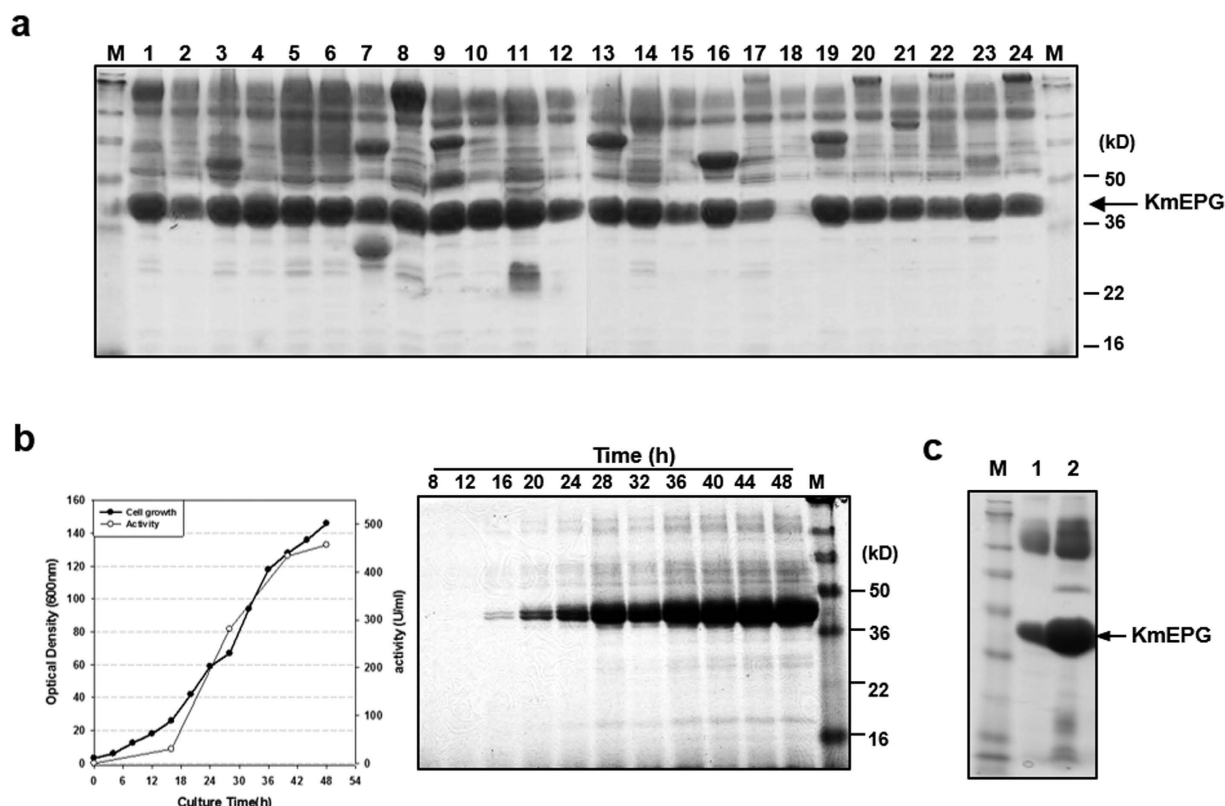 a
M 1 2 3 4 5 6 7 8 9 10 11 12 13 14 15 16 17 18 19 20 21 22 23 24 M
(kD)
50
KmEPG
36
22
16
b
160
140
120
100
80
60
40
20
0
Optical Density (600nm)
Cell growth
Activity
500
400
300
200
100
0
activity (U/ml)
0 6 12 18 24 30 36 42 48 54
Culture Time(h)
Time (h)
8 12 16 20 24 28 32 36 40 44 48 M
(kD)
50
36
22
16
c
M 1 2
KmEPG